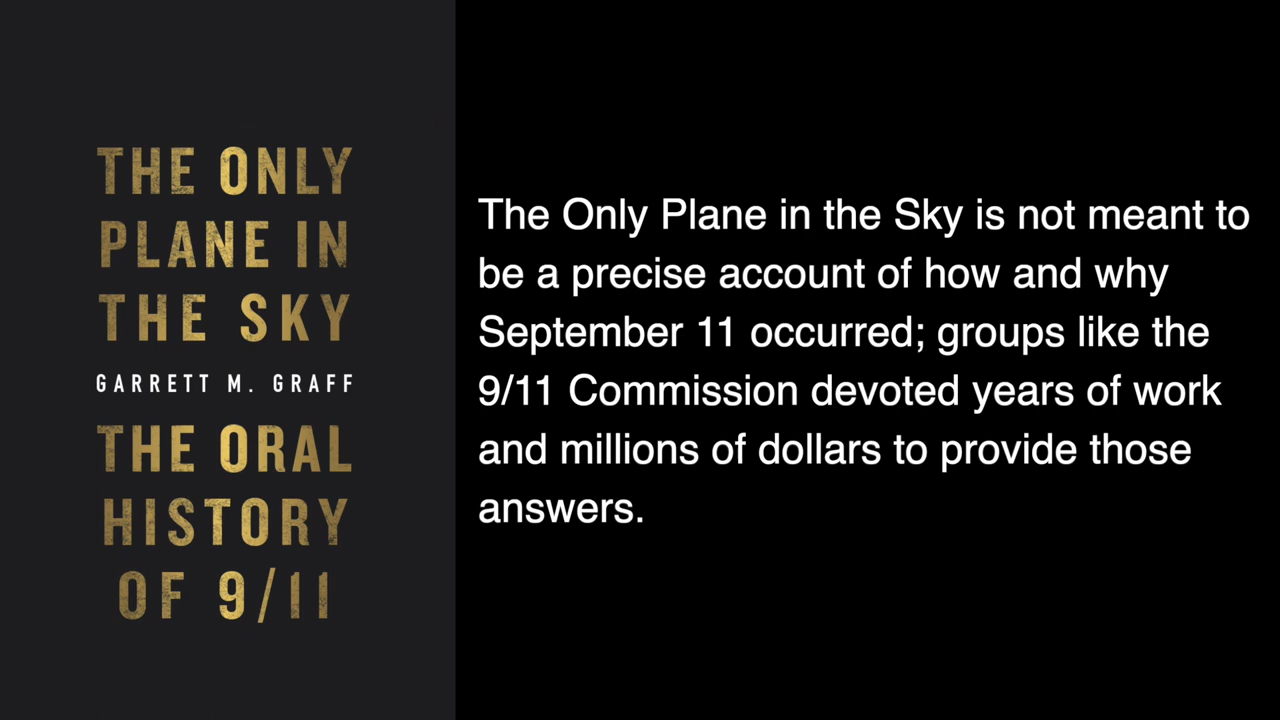 THE ONLY
PLANE IN
THE SKY
GARRETT M. GRAFF
THE ORAL
HISTORY
OF 9/11
The Only Plane in the Sky is not meant to
be a precise account of how and why
September 11 occurred; groups like the
9/11 Commission devoted years of work
and millions of dollars to provide those
answers.